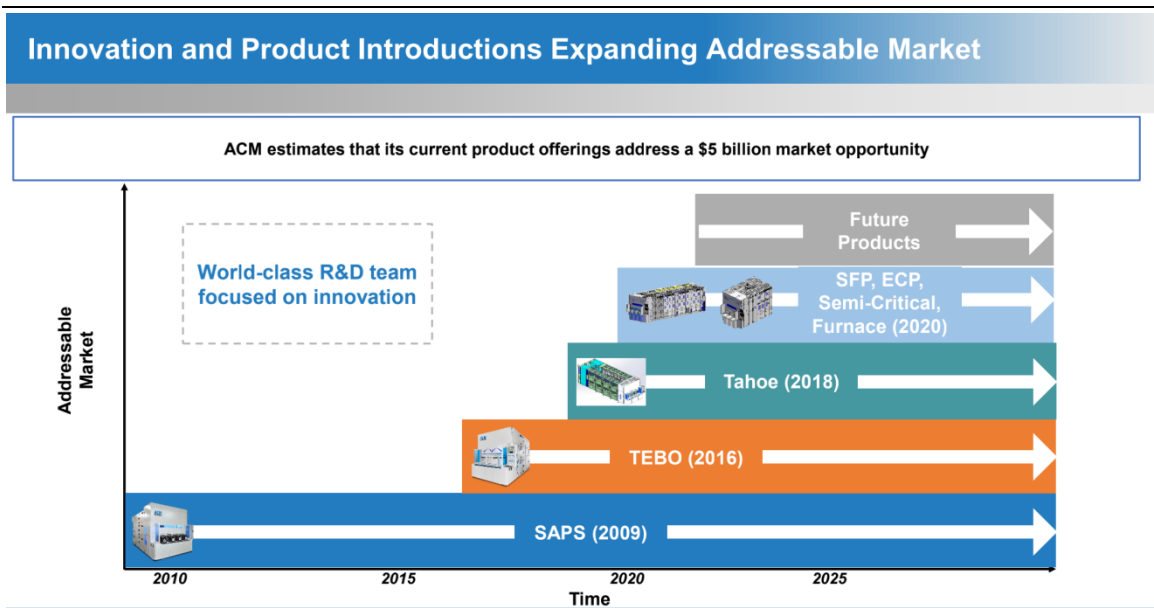 Innovation and Product Introductions Expanding Addressable Market
ACM estimates that its current product offerings address a $5 billion market opportunity
World-class R&D team
focused on innovation
Future
Products
SFP, ECP,
Semi-Critical,
Furnace (2020)
Tahoe (2018)
TEBO (2016)
SAPS (2009)
Addressable
Market
2010
2015
2020
2025
Time